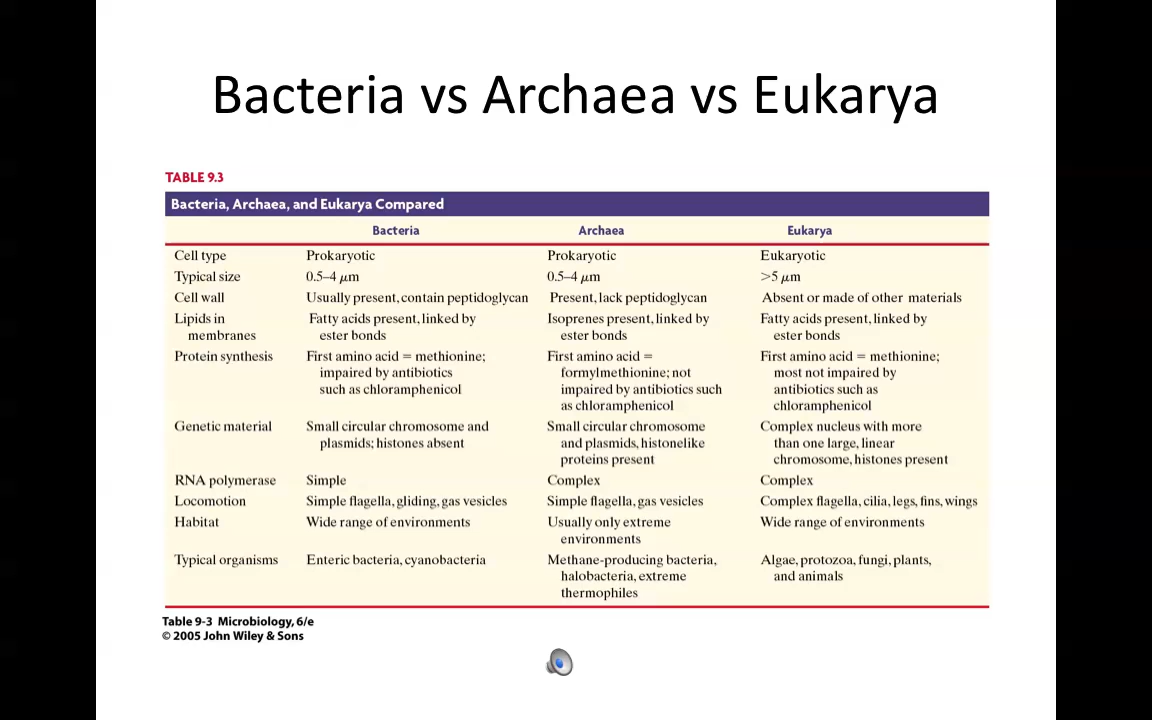 Bacteria vs Archaea vs Eukarya
TABLE 9.3
Bacteria, Archaea, and Eukarya Compared
Bacteria Archaea Eukarya
Cell type Prokaryotic Prokaryotic Eukaryotic
Typical size 0.5–4 μm 0.5–4 μm >5 μm
Cell wall Usually present, contain peptidoglycan Present, lack peptidoglycan Absent or made of other materials
Lipids in Fatty acids present, linked by Isoprenes present, linked by Fatty acids present, linked by
membranes ester bonds ester bonds ester bonds
Protein synthesis First amino acid = methionine; First amino acid = First amino acid = methionine;
impaired by antibiotics formylmethionine; not most not impaired by
such as chloramphenicol impaired by antibiotics such antibiotics such as
as chloramphenicol chloramphenicol
Genetic material Small circular chromosome and Small circular chromosome Complex nucleus with more
plasmids; histones absent and plasmids, histonelike than one large, linear
proteins present chromosome, histones present
RNA polymerase Simple Complex Complex
Locomotion Simple flagella, gliding, gas vesicles Simple flagella, gas vesicles Complex flagella, cilia, legs, fins, wings
Habitat Wide range of environments Usually only extreme Wide range of environments
environments
Typical organisms Enteric bacteria, cyanobacteria Methane-producing bacteria, Algae, protozoa, fungi, plants,
halobacteria, extreme and animals
thermophiles
Table 9-3 Microbiology, 6/e
© 2005 John Wiley & Sons